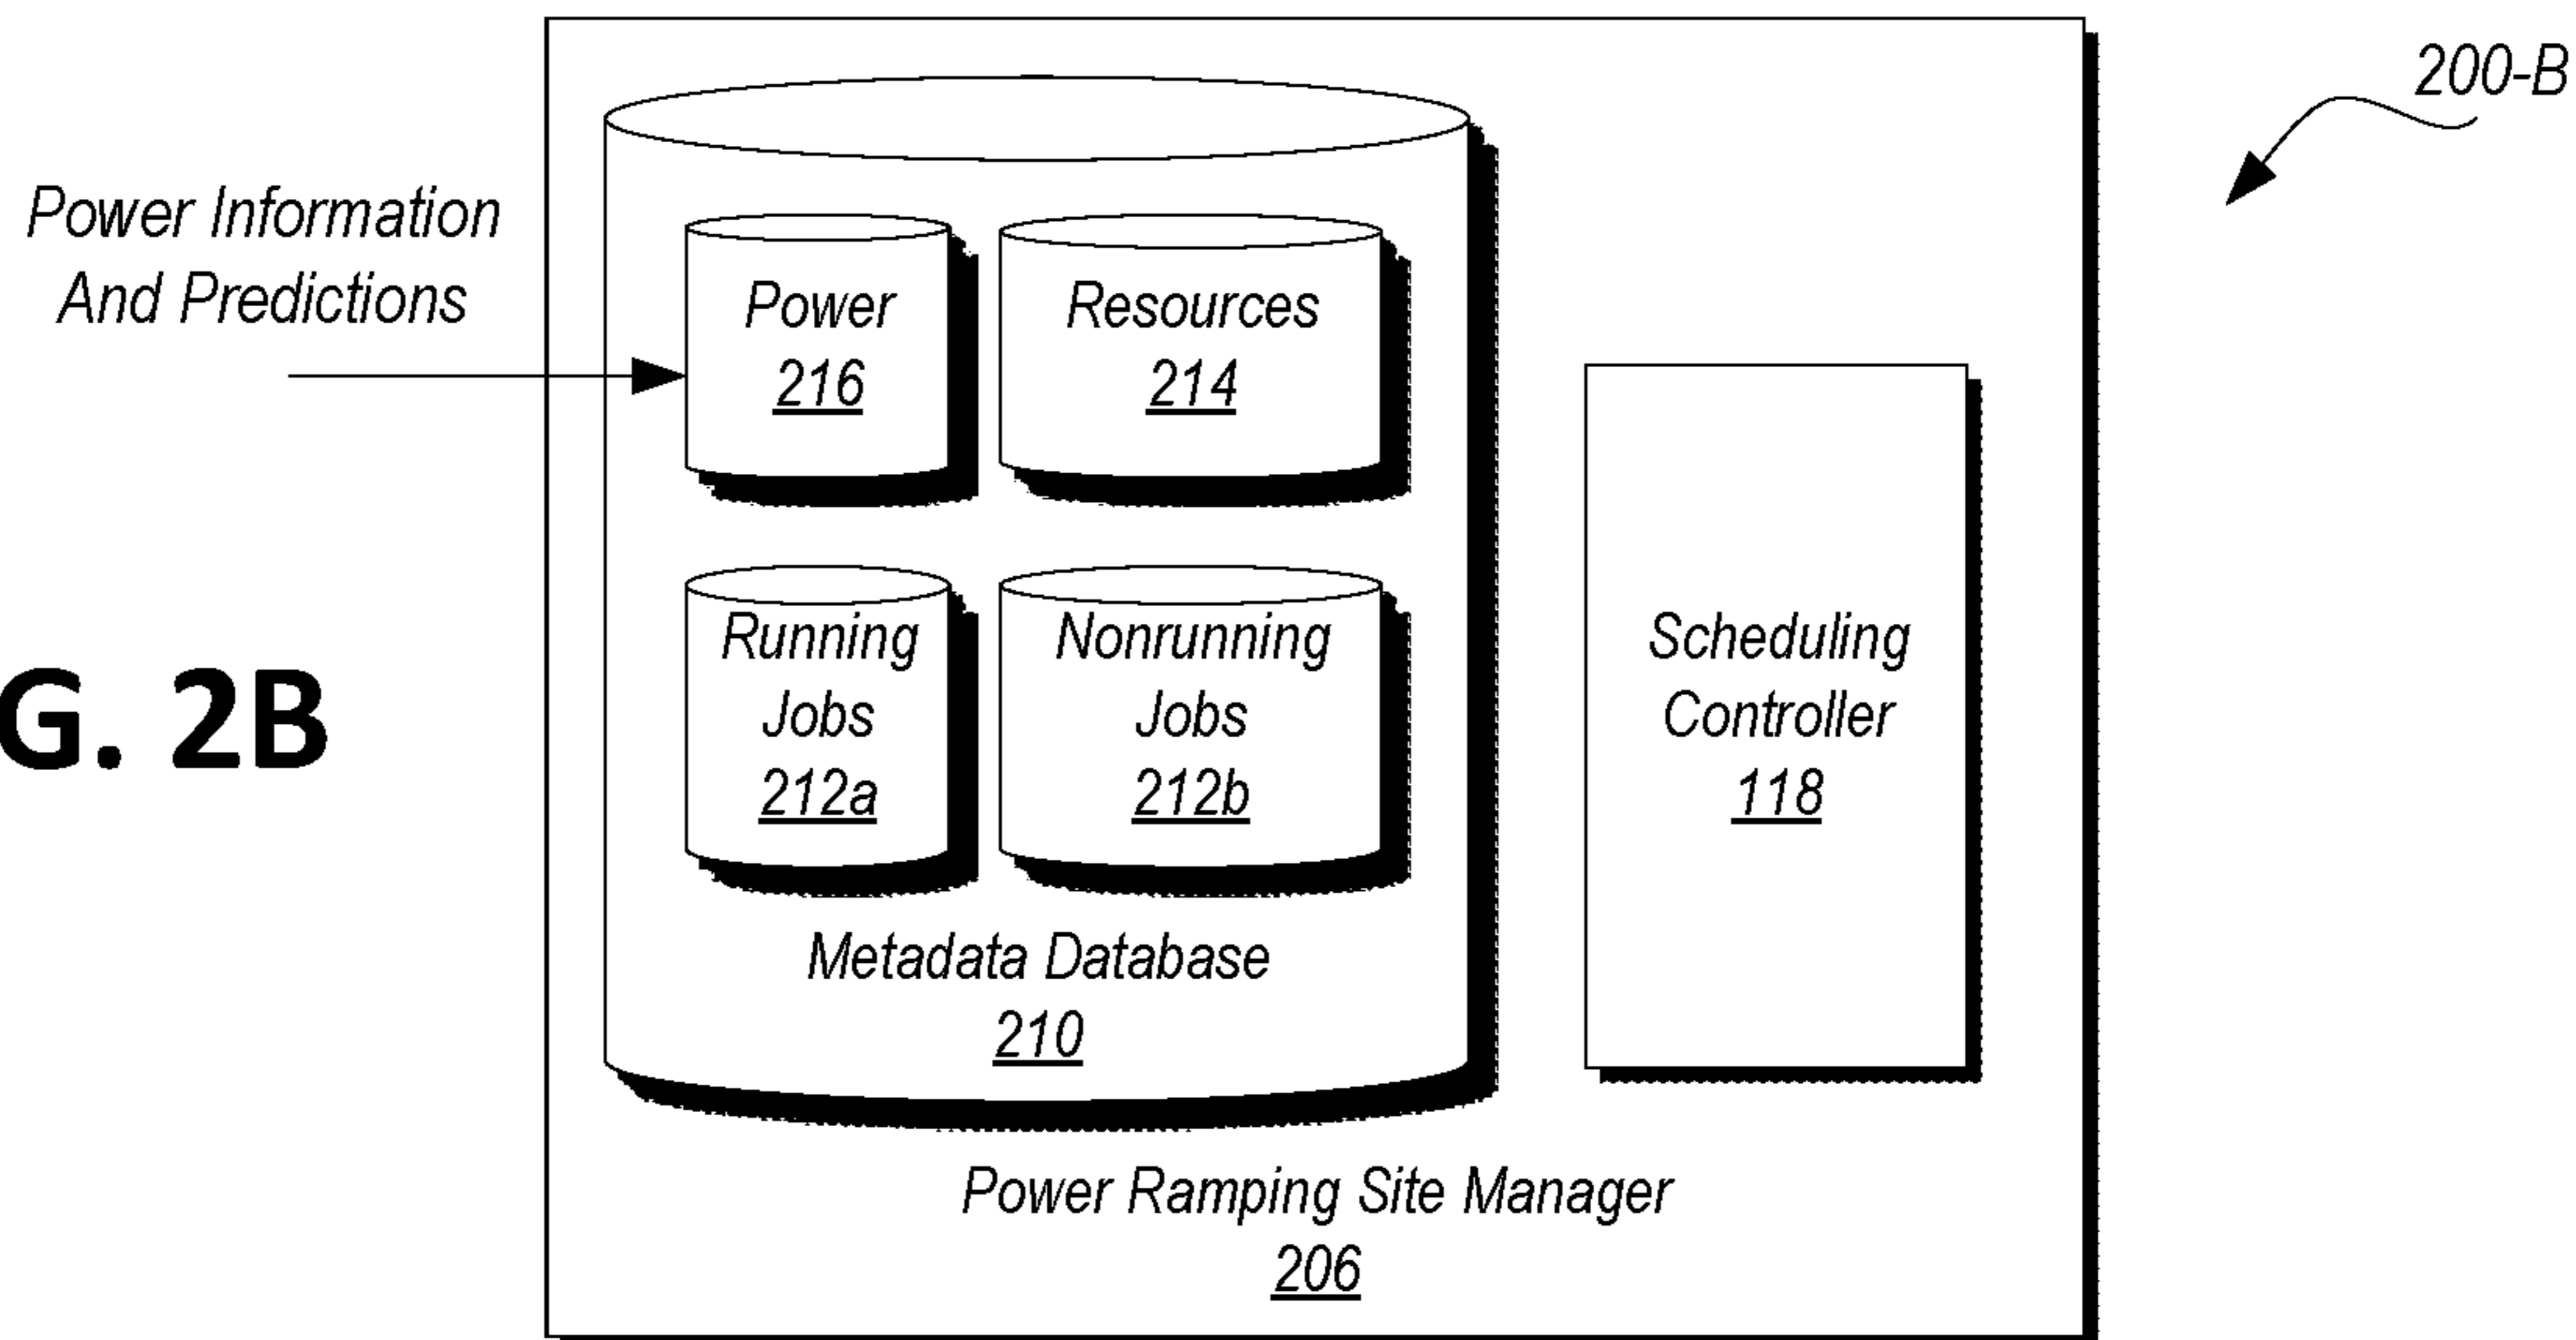 200-B
Power Information
And Predictions
Power
216
Resources
214
Running
Jobs
212a
Nonrunning
Jobs
212b
Scheduling
Controller
118
G. 2B
Metadata Database
210
Power Ramping Site Manager
206